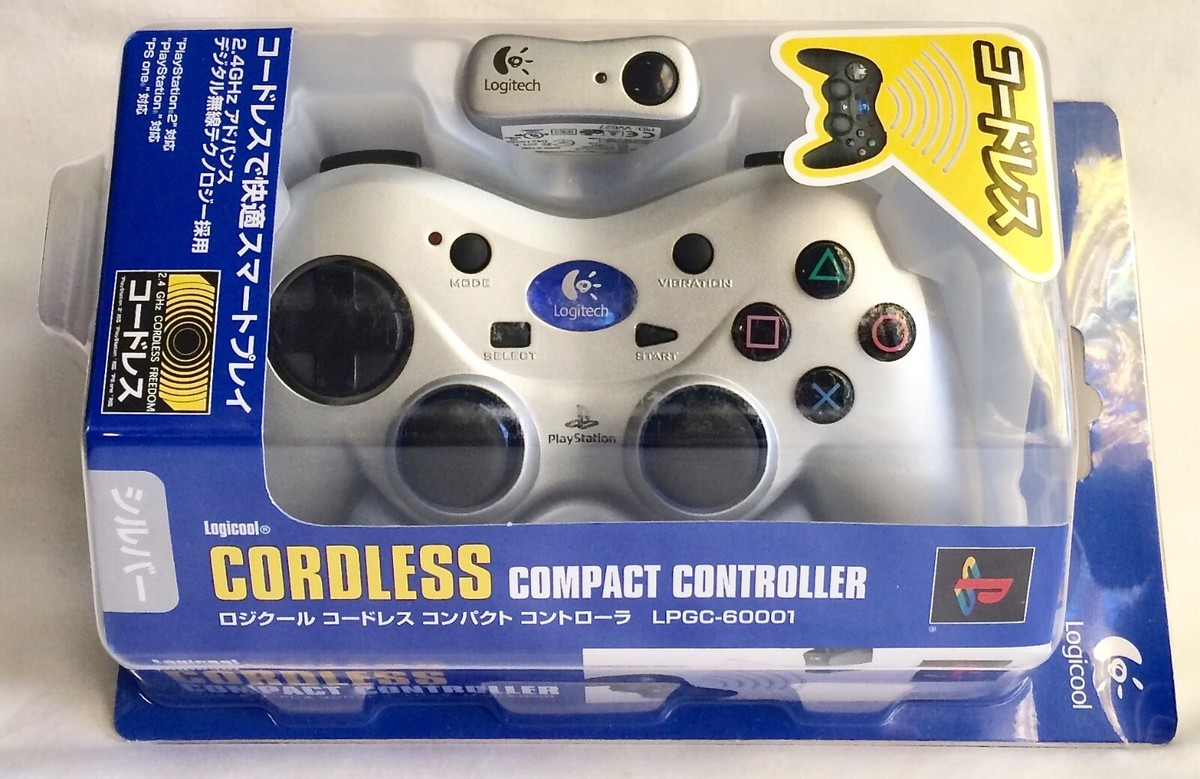 コードレスで快適スマートプレイ
2.4GHz アドバンス
デジタル無線テクノロジー採用
"PlayStation 2" 対応
"PlayStation" 対応
"PS one" 対応
2.4 GHz CORDLESS FREEDOM
コードレス
Logitech
コードレス
MODE
VIBRATION
Logitech
SELECT
START
PlayStation
シルバー
Logicool®
CORDLESS COMPACT CONTROLLER
ロジクール コードレス コンパクト コントローラ LPGC-60001
Logicool
CORDLESS
COMPACT CONTROLLER
Logicool